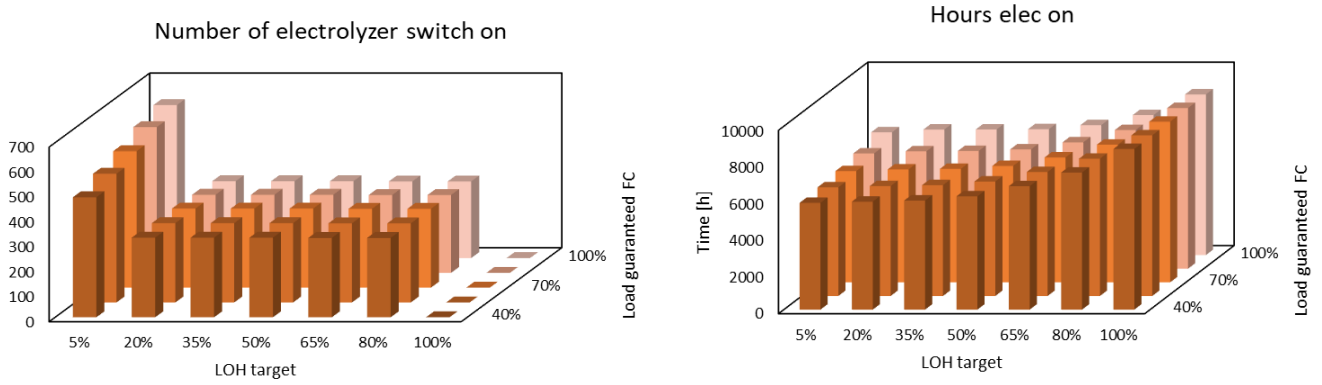 Number of electrolyzer switch on
700
600
500
400
300
200
100
0
5% 20% 35% 50% 65% 80% 100%
LOH target
40%
70%
100%
Load guaranteed FC
Hours elec on
Time [h]
10000
8000
6000
4000
2000
0
5% 20% 35% 50% 65% 80% 100%
LOH target
40%
70%
100%
Load guaranteed FC